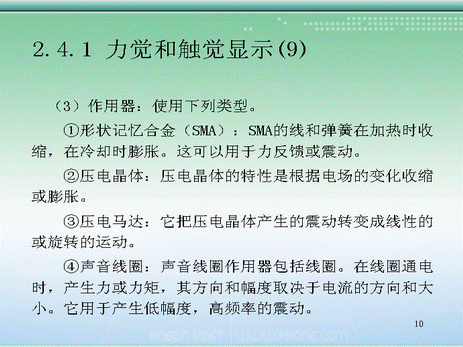 2.4.1 力觉和触觉显示(9)
（3）作用器：使用下列类型。
①形状记忆合金（SMA）：SMA的线和弹簧在加热时收
缩，在冷却时膨胀。这可以用于力反馈或震动。
②压电晶体：压电晶体的特性是根据电场的变化收缩
或膨胀。
③压电马达：它把压电晶体产生的震动转变成线性的
或旋转的运动。
④声音线圈：声音线圈作用器包括线圈。在线圈通电
时，产生力或力矩，其方向和幅度取决于电流的方向和大
小。它用于产生低幅度，高频率的震动。
10